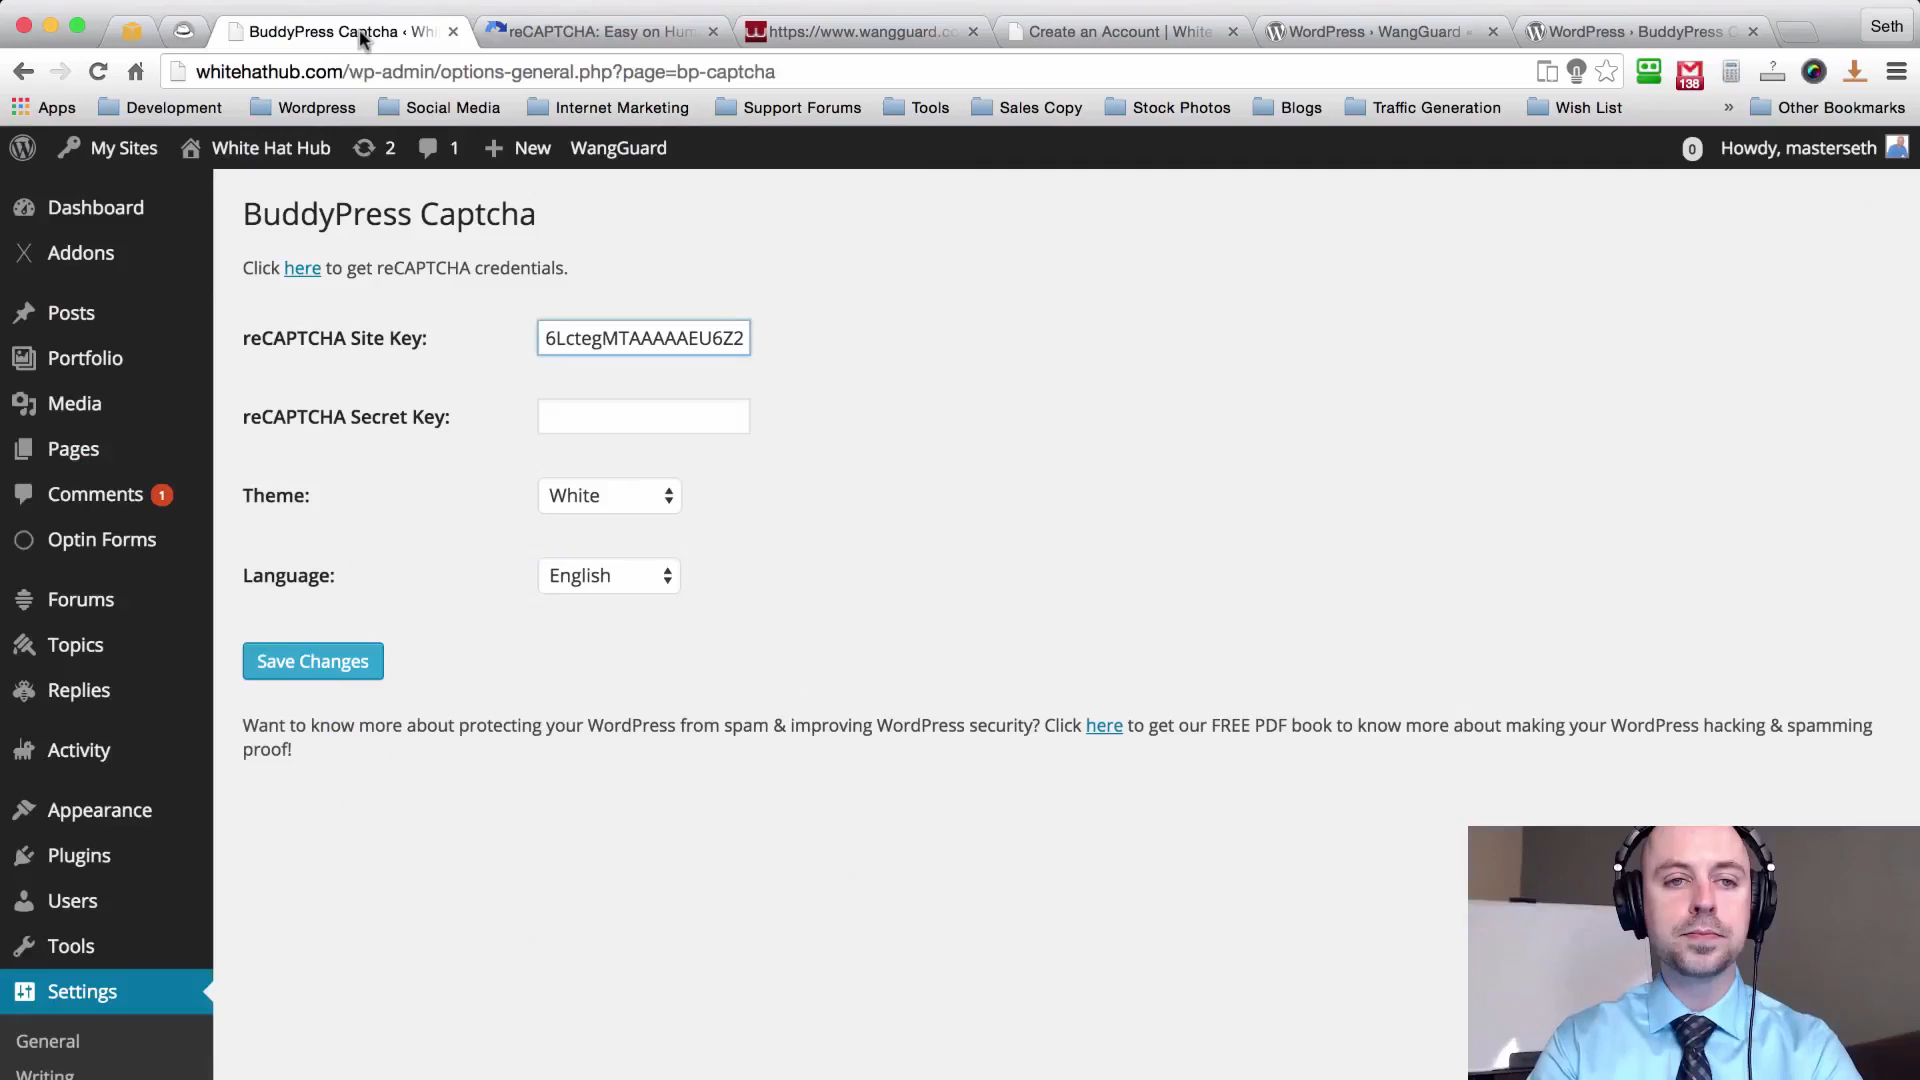 BuddyPress Captcha ‹ Whi
reCAPTCHA: Easy on Hum
https://www.wangguard.co
Create an Account | White
WordPress › WangGuard «
WordPress › BuddyPress C
Seth
whitehathub.com/wp-admin/options-general.php?page=bp-captcha
138
?
Apps Development Wordpress Social Media Internet Marketing Support Forums Tools Sales Copy Stock Photos Blogs Traffic Generation Wish List » Other Bookmarks
My Sites White Hat Hub 2 1 New WangGuard 0 Howdy, masterseth
Dashboard
Addons
Posts
Portfolio
Media
Pages
Comments 1
Optin Forms
Forums
Topics
Replies
Activity
Appearance
Plugins
Users
Tools
Settings
General
Writing
BuddyPress Captcha
Click here to get reCAPTCHA credentials.
reCAPTCHA Site Key: 6LctegMTAAAAAEU6Z2
reCAPTCHA Secret Key:
Theme: White
Language: English
Save Changes
Want to know more about protecting your WordPress from spam & improving WordPress security? Click here to get our FREE PDF book to know more about making your WordPress hacking & spamming
proof!